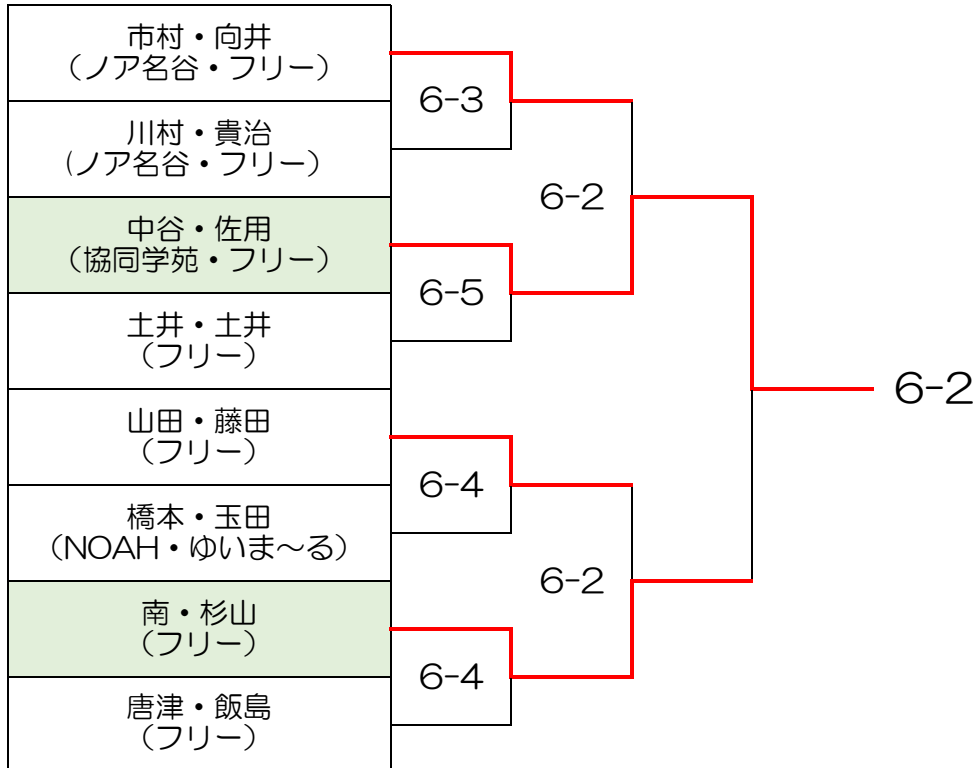 市村・向井
（ノア名谷・フリー）
川村・貴治
(ノア名谷・フリー）
中谷・佐用
（協同学苑・フリー）
土井・土井
（フリー）
山田・藤田
（フリー）
橋本・玉田
（NOAH・ゆいま～る）
南・杉山
（フリー）
唐津・飯島
（フリー）
6-3
6-5
6-4
6-4
6-2
6-2
6-2